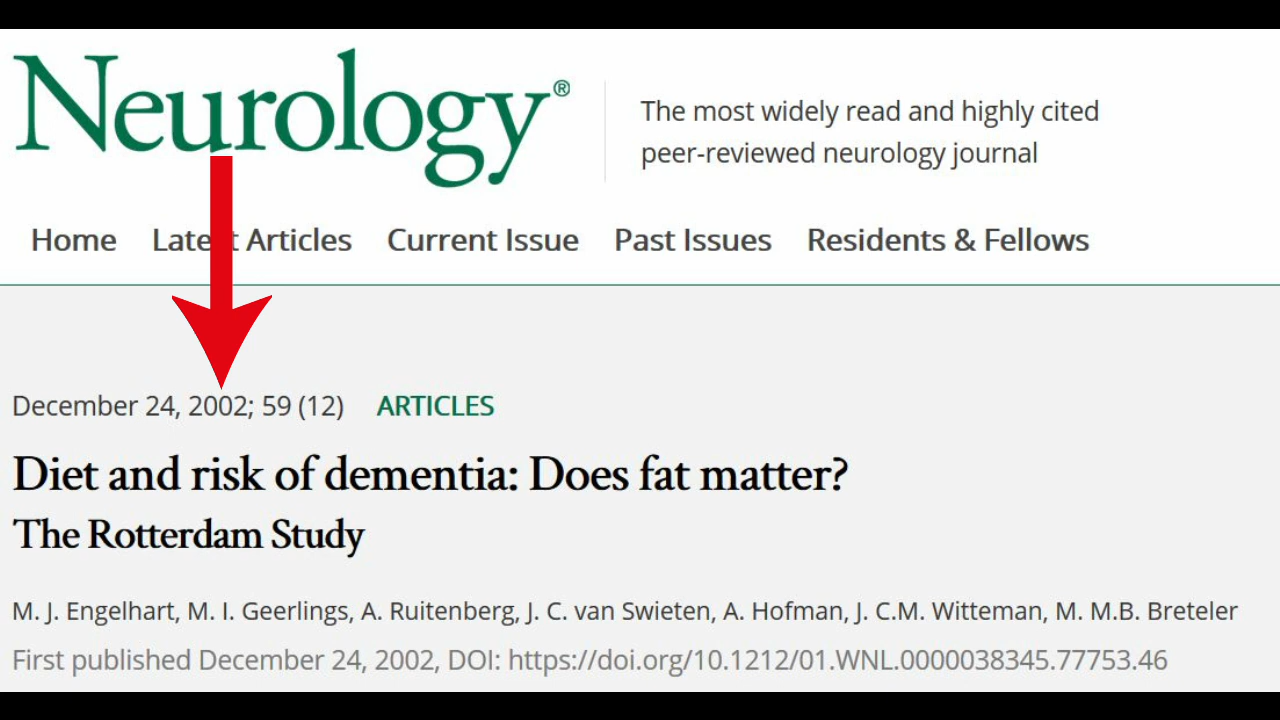 Neurology®
The most widely read and highly cited
peer-reviewed neurology journal
Home Latest Articles Current Issue Past Issues Residents & Fellows
December 24, 2002; 59 (12) ARTICLES
Diet and risk of dementia: Does fat matter?
The Rotterdam Study
M. J. Engelhart, M. I. Geerlings, A. Ruitenberg, J. C. van Swieten, A. Hofman, J. C.M. Witteman, M. M.B. Breteler
First published December 24, 2002, DOI: https://doi.org/10.1212/01.WNL.0000038345.77753.46